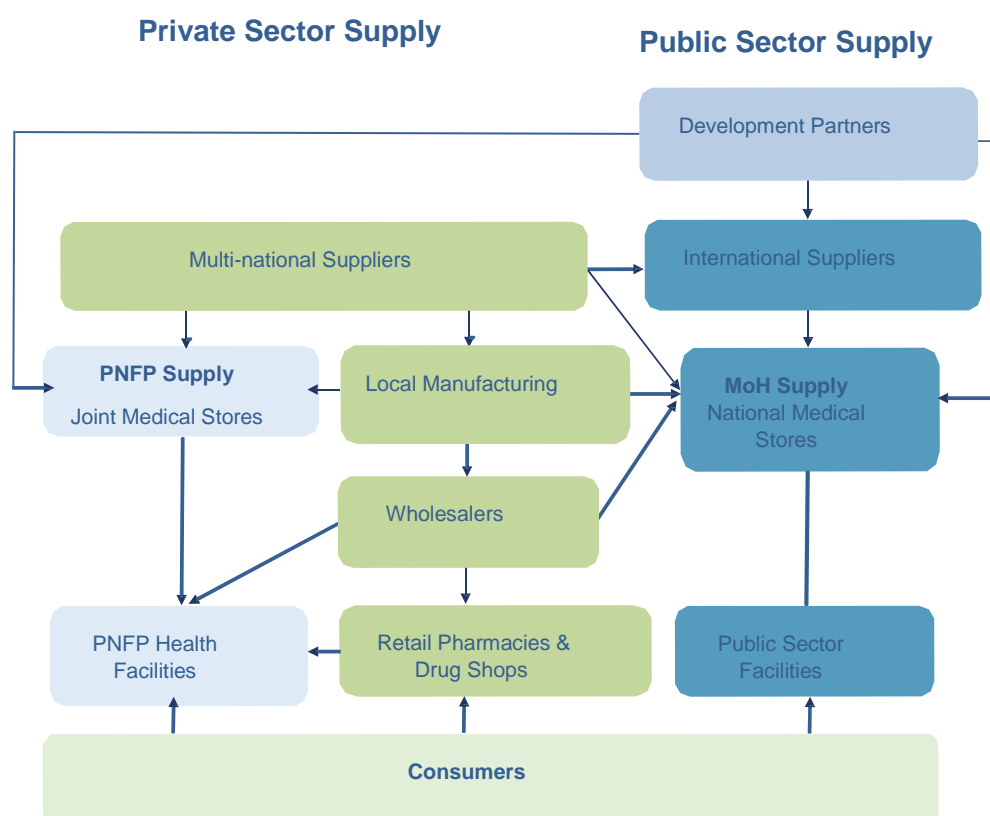 Private Sector Supply
Public Sector Supply
Development Partners
Multi-national Suppliers
International Suppliers
PNFP Supply
Joint Medical Stores
Local Manufacturing
MoH Supply
National Medical
Stores
Wholesalers
PNFP Health
Facilities
Retail Pharmacies &
Drug Shops
Public Sector
Facilities
Consumers